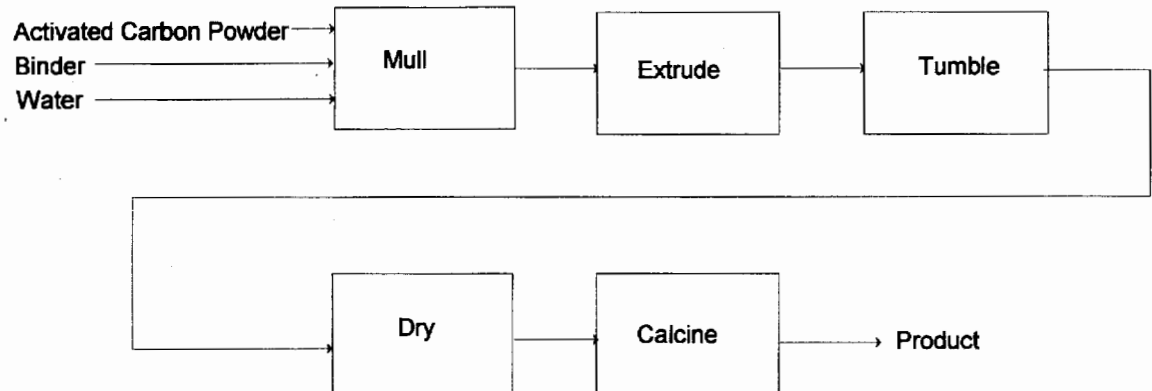 Activated Carbon Powder
Binder
Water
Mull
Extrude
Tumble
Dry
Calcine
Product